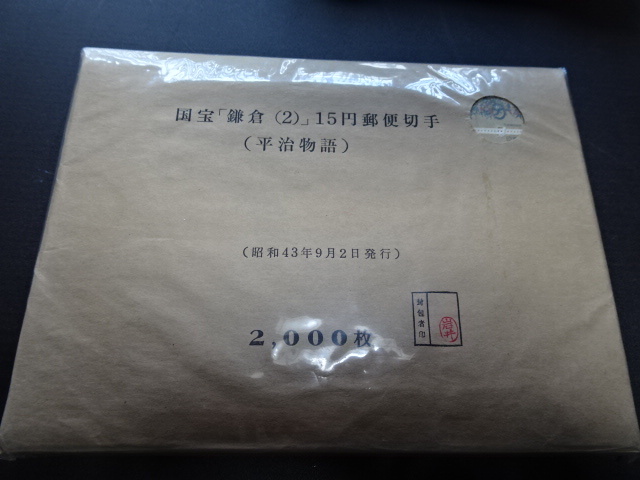 国宝「鎌倉(2)」15円郵便切手
(平治物語)
(昭和43年9月2日発行)
2,000枚
封包者印